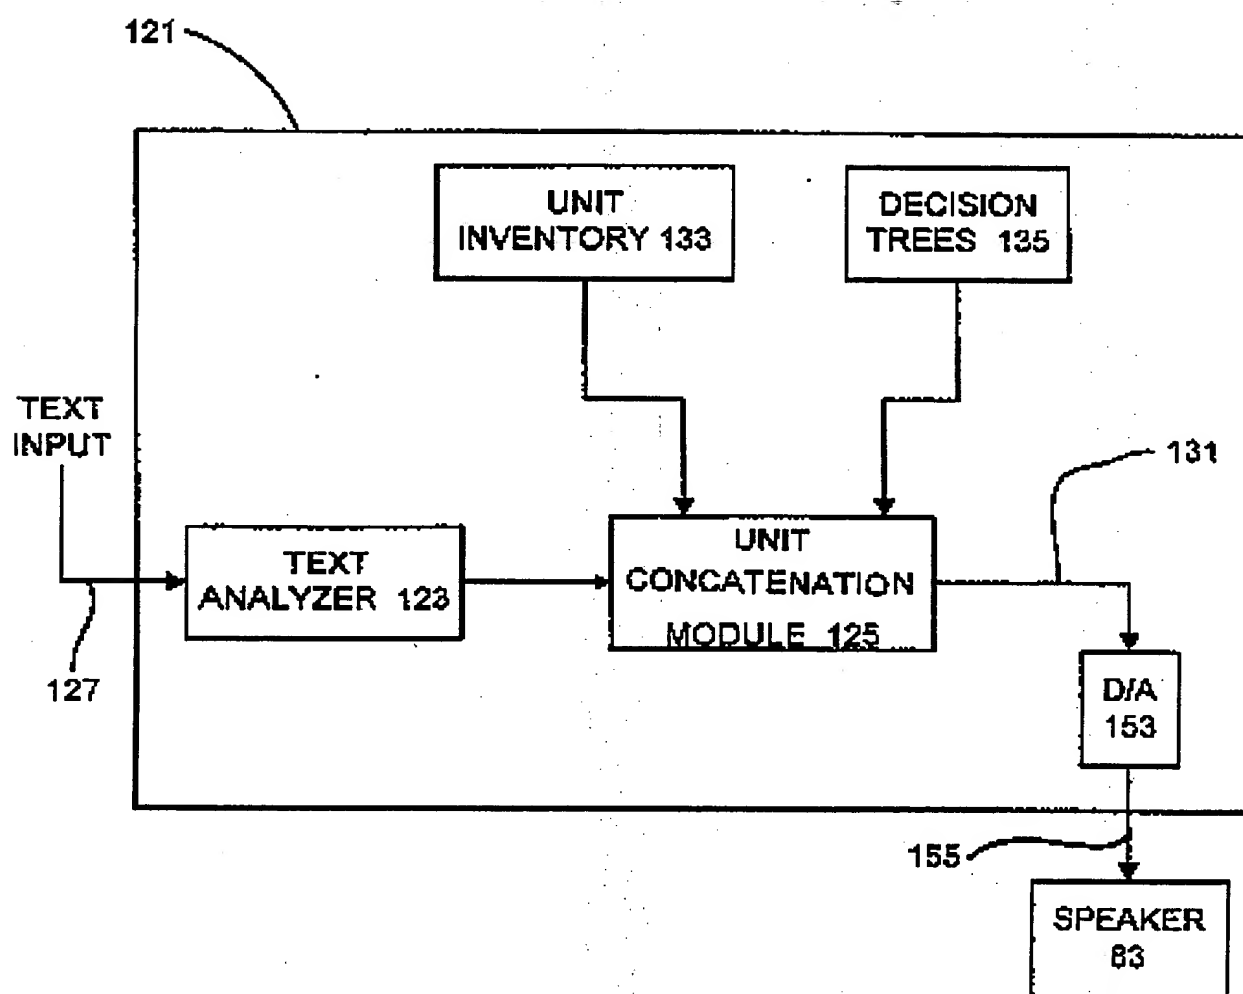 121
UNIT
INVENTORY 133
DECISION
TREES 135
TEXT
INPUT
131
TEXT
ANALYZER 123
UNIT
CONCATENATION
MODULE 125
127
D/A
153
155
SPEAKER
83